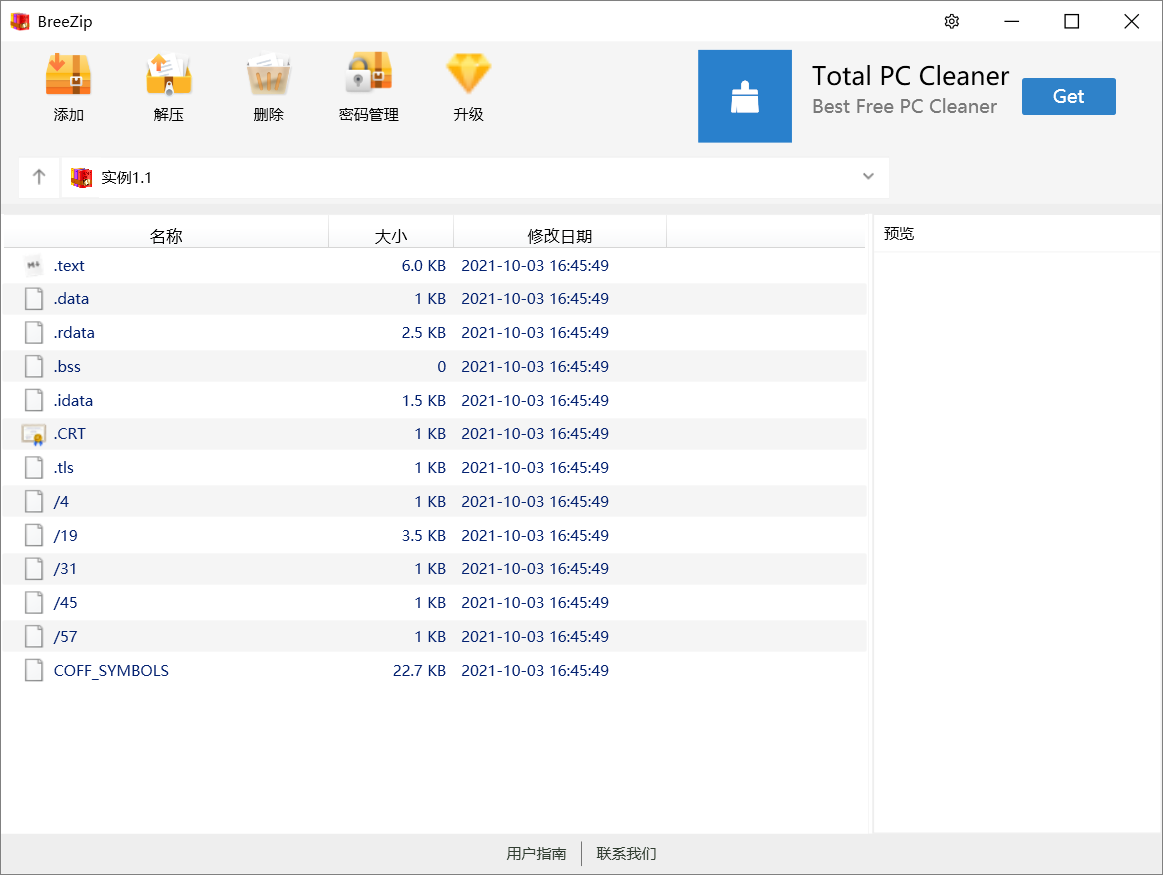 BreeZip
添加 解压 删除 密码管理 升级
Total PC Cleaner
Best Free PC Cleaner
Get
实例1.1
名称 大小 修改日期
预览
.text 6.0 KB 2021-10-03 16:45:49
.data 1 KB 2021-10-03 16:45:49
.rdata 2.5 KB 2021-10-03 16:45:49
.bss 0 2021-10-03 16:45:49
.idata 1.5 KB 2021-10-03 16:45:49
.CRT 1 KB 2021-10-03 16:45:49
.tls 1 KB 2021-10-03 16:45:49
/4 1 KB 2021-10-03 16:45:49
/19 3.5 KB 2021-10-03 16:45:49
/31 1 KB 2021-10-03 16:45:49
/45 1 KB 2021-10-03 16:45:49
/57 1 KB 2021-10-03 16:45:49
COFF_SYMBOLS 22.7 KB 2021-10-03 16:45:49
用户指南 联系我们